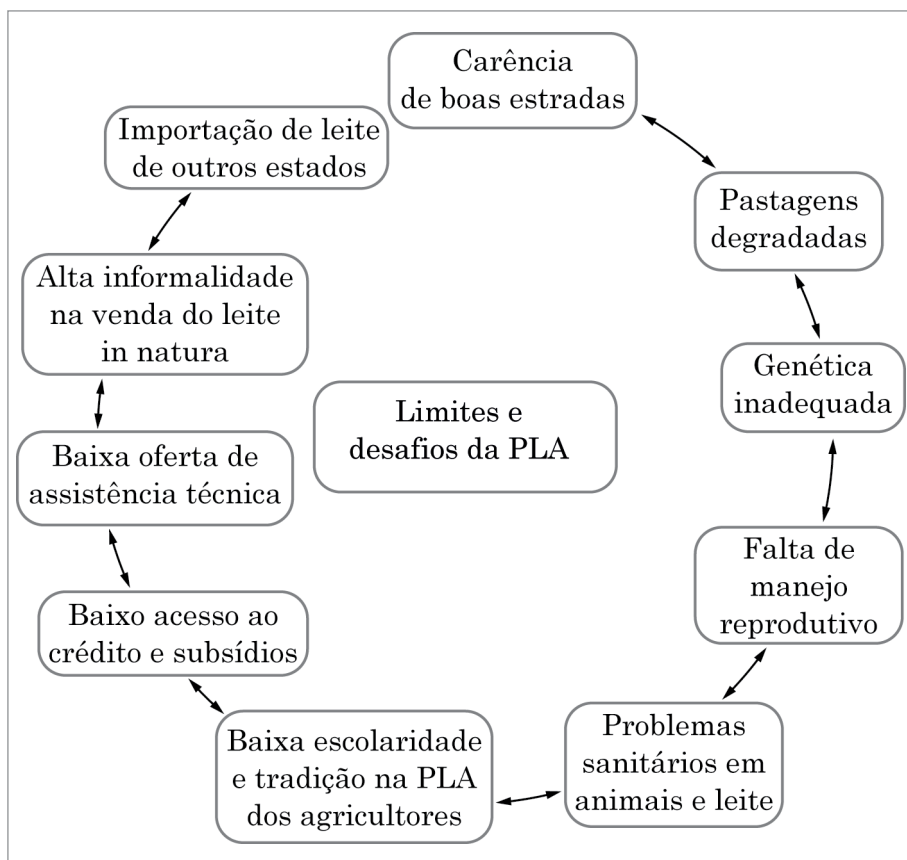 Carência
de boas estradas
Importação de leite
de outros estados
Pastagens
degradadas
Alta informalidade
na venda do leite
in natura
Genética
inadequada
Limites e
desafios da PLA
Baixa oferta de
assistência técnica
Falta de
manejo
reprodutivo
Baixo acesso ao
crédito e subsídios
Problemas
sanitários em
animais e leite
Baixa escolaridade
e tradição na PLA
dos agricultores